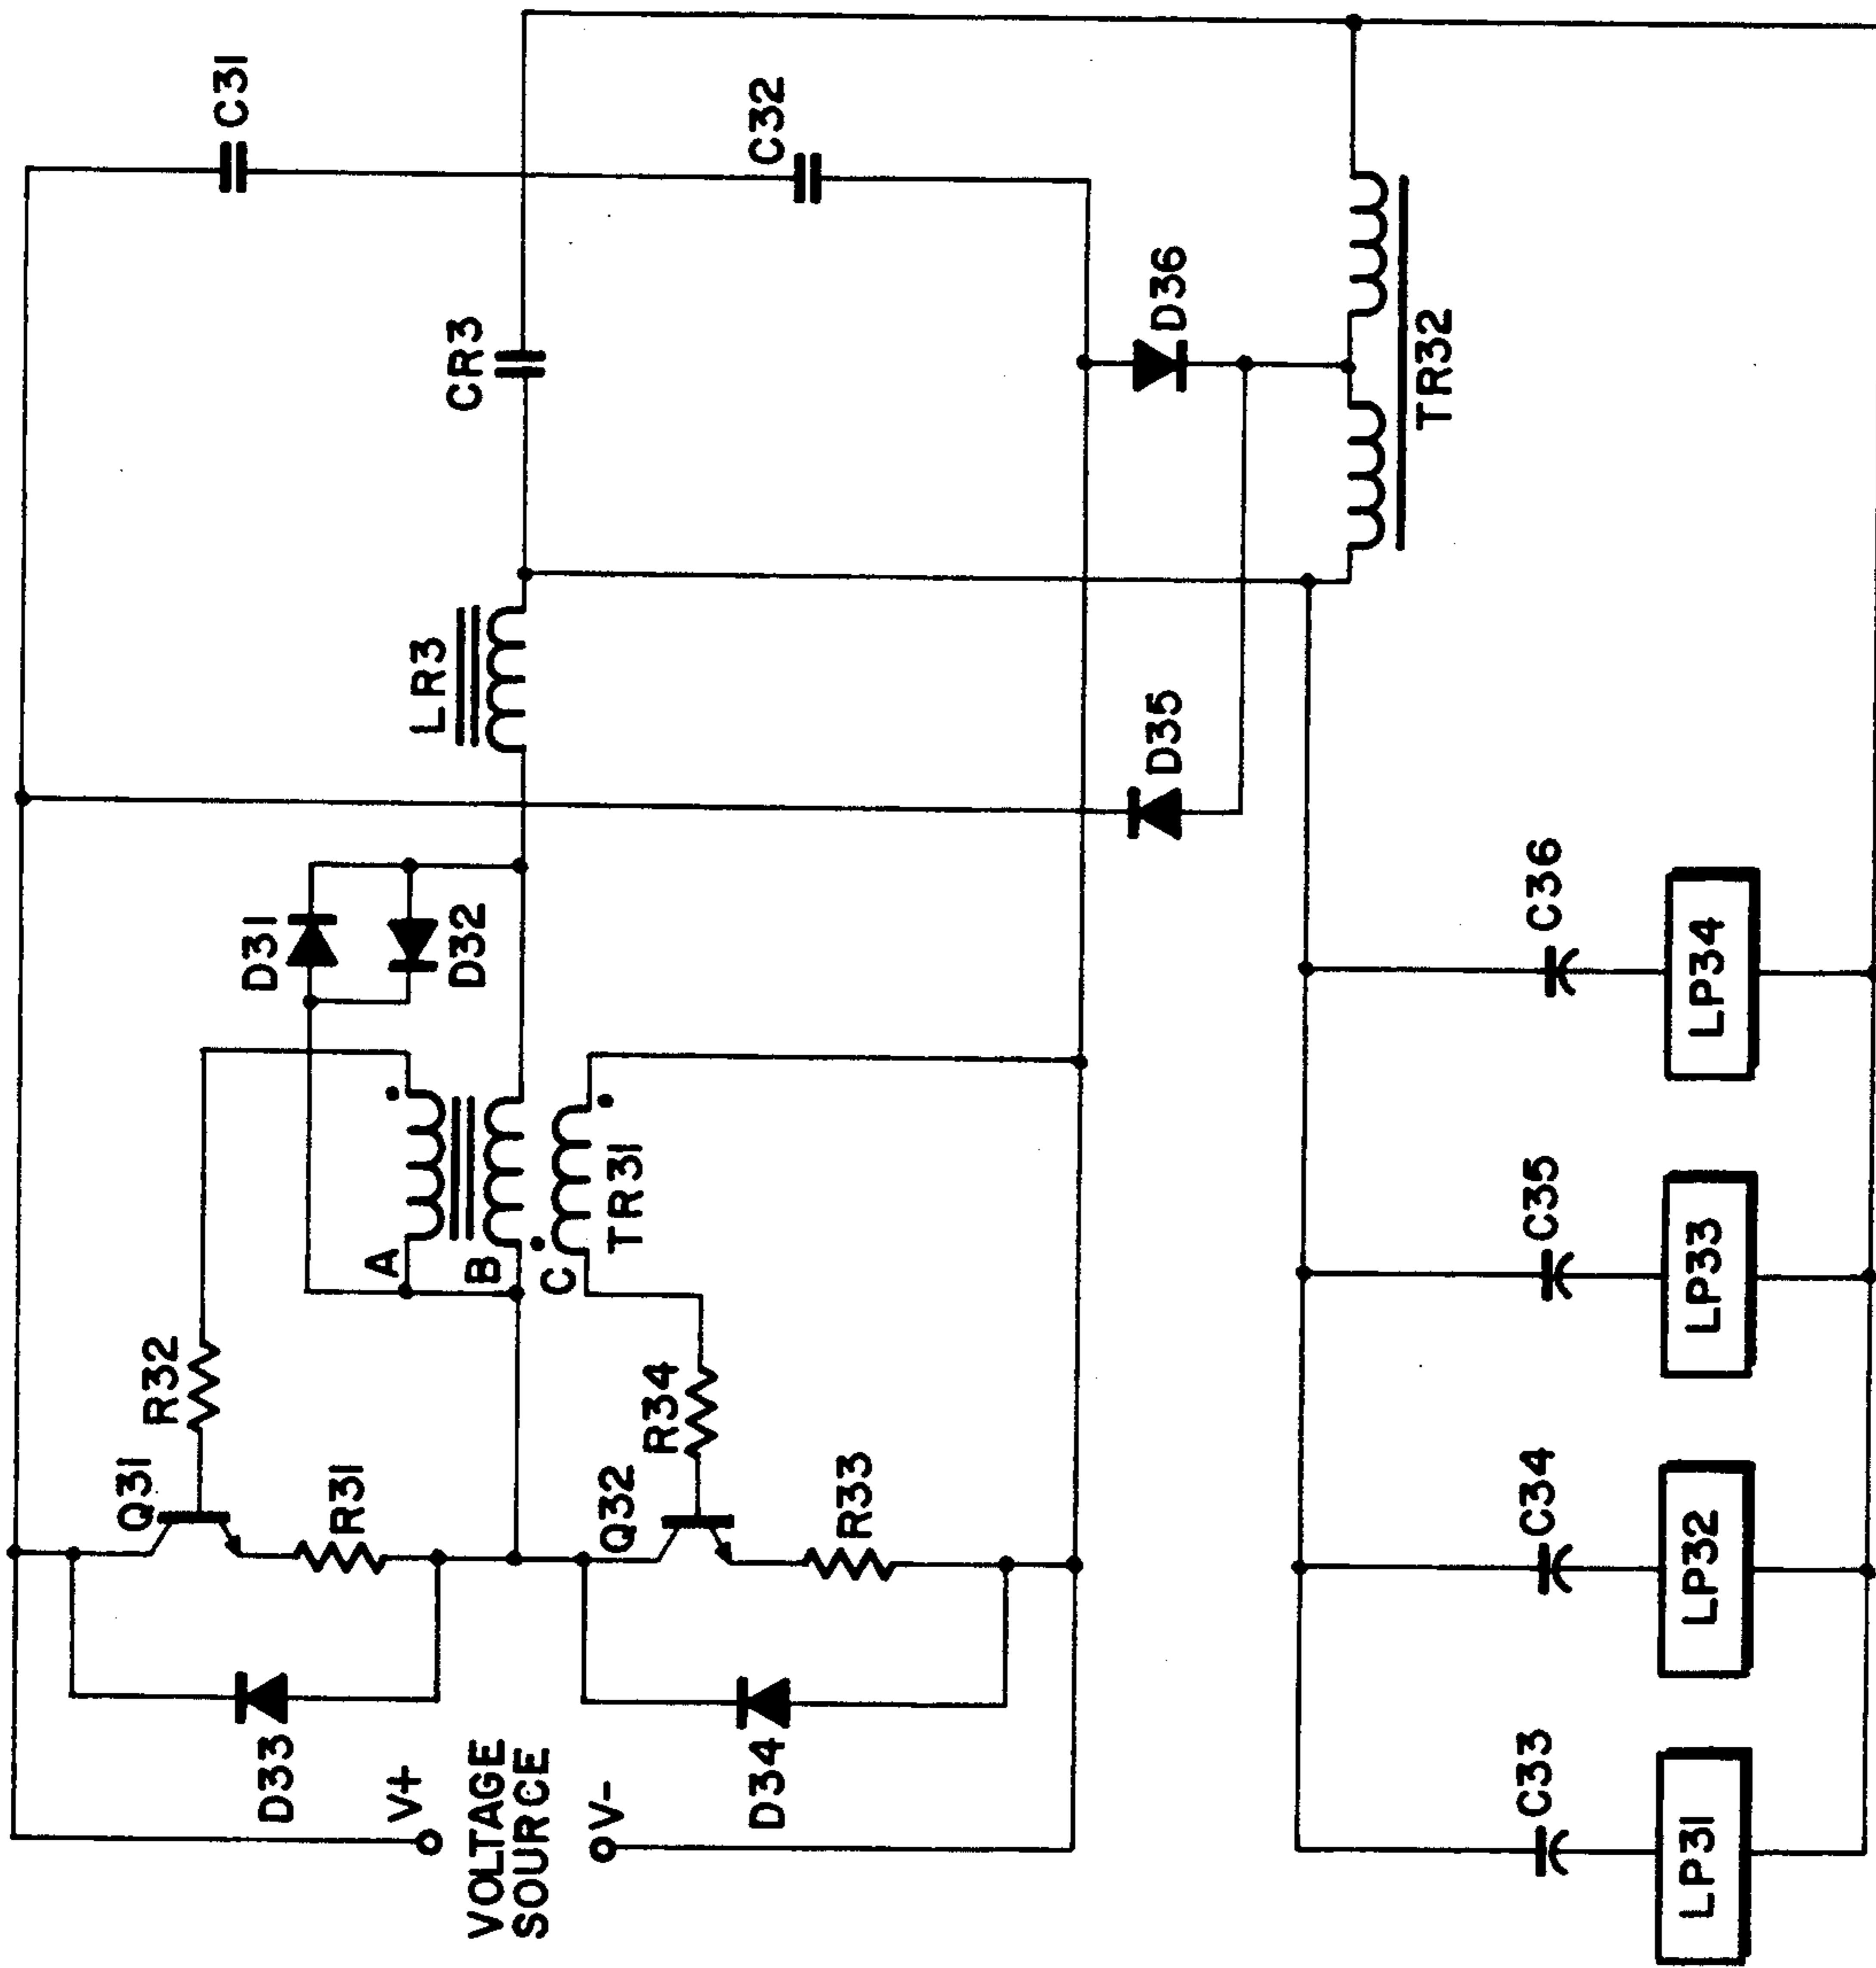 C31
C32
CR3
D36
LR3
TR32
D35
D31
D32
C36
LP34
A
B
C
TR31
C35
LP33
R32
R34
Q31
R31
Q32
R33
C34
LP32
D33
V+
VOLTAGE
SOURCE
V-
D34
C33
LP31